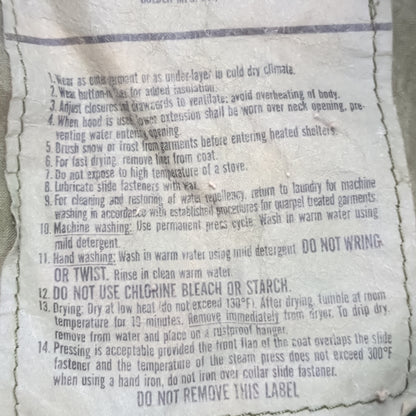 1. Wear as outergarment or as under-layer in cold dry climate.
2. Wear button-in liner for added insulation.
3. Adjust closures and drawcords to ventilate; avoid overheating of body.
4. When hood is used, lower extension shall be worn over neck opening, pre-
venting water entering opening.
5. Brush snow or frost from garments before entering heated shelters.
6. For fast drying, remove liner from coat.
7. Do not expose to high temperature of a stove.
8. Lubricate slide fasteners with wax.
9. For cleaning and restoring of water repellency, return to laundry for machine
washing in accordance with established procedures for quarpel treated garments.
10. Machine washing: Use permanent press cycle. Wash in warm water using
mild detergent.
11. Hand washing: Wash in warm water using mild detergent DO NOT WRING
OR TWIST. Rinse in clean warm water.
12. DO NOT USE CHLORINE BLEACH OR STARCH.
13. Drying: Dry at low heat (do not exceed 130°F). After drying, tumble at room
temperature for 10 minutes. Remove immediately from dryer. To drip dry,
remove from water and place on a rustproof hanger.
14. Pressing is acceptable provided the front flap of the coat overlaps the slide
fastener and the temperature of the steam press does not exceed 300°F
when using a hand iron, do not iron over collar slide fastener.
DO NOT REMOVE THIS LABEL